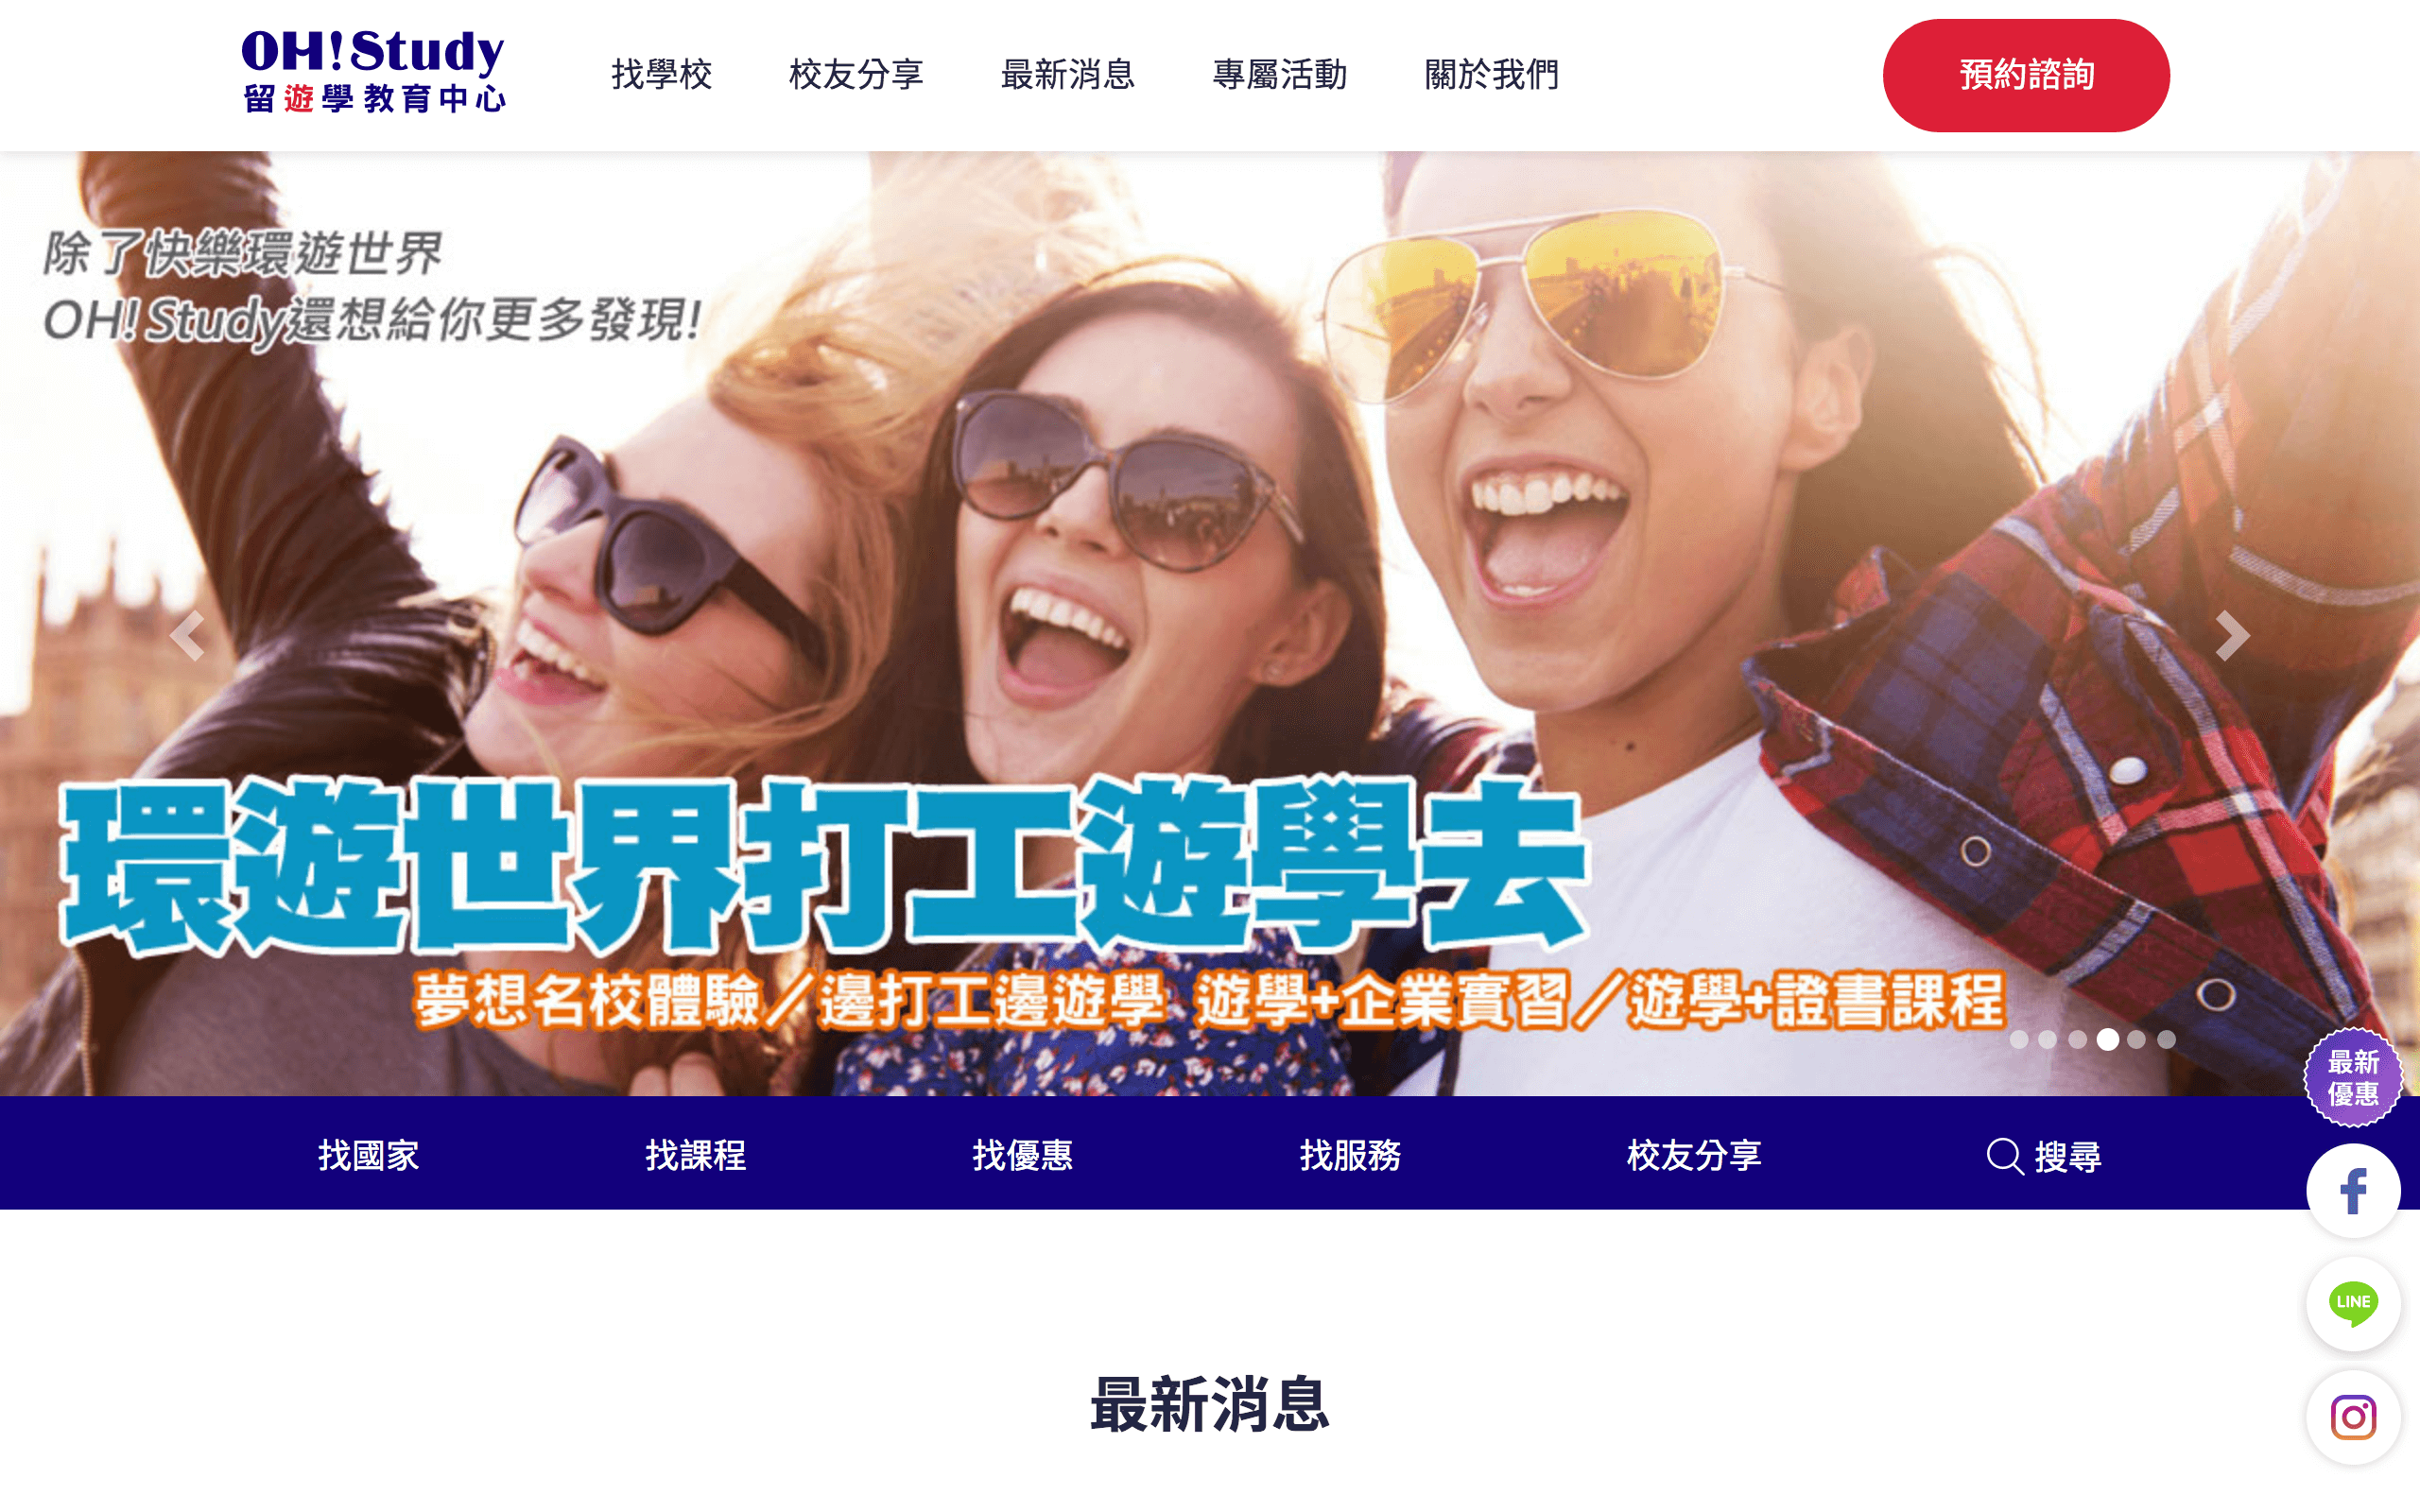 OH!Study
留遊學教育中心
找學校
校友分享
最新消息
專屬活動
關於我們
預約諮詢
除了快樂環遊世界
OH! Study還想給你更多發現!
環遊世界打工遊學去
夢想名校體驗／邊打工邊遊學 遊學+企業實習／遊學+證書課程
最新
優惠
找國家
找課程
找優惠
找服務
校友分享
搜尋
LINE
最新消息